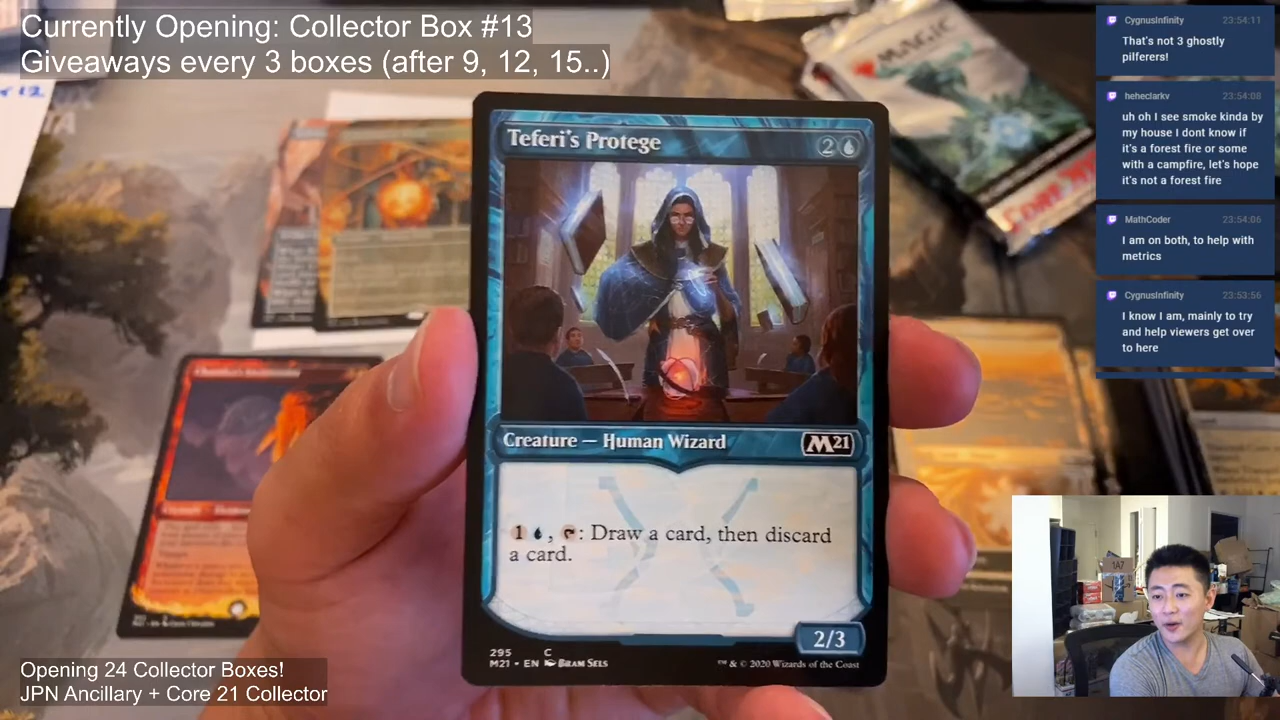 Currently Opening: Collector Box #13
Giveaways every 3 boxes (after 9, 12, 15..)
12
MAGIC
Teferi's Protege
2
Creature — Human Wizard
M21
1 , : Draw a card, then discard
a card.
2/3
295 C
M21 • EN Bram Sels
™ & © 2020 Wizards of the Coast
CygnusInfinity 23:54:11
That's not 3 ghostly
pilferers!
heheclarkv 23:54:08
uh oh I see smoke kinda by
my house I dont know if
it's a forest fire or some
with a campfire, let's hope
it's not a forest fire
MathCoder 23:54:06
I am on both, to help with
metrics
CygnusInfinity 23:53:56
I know I am, mainly to try
and help viewers get over
to here
1A7
Opening 24 Collector Boxes!
JPN Ancillary + Core 21 Collector